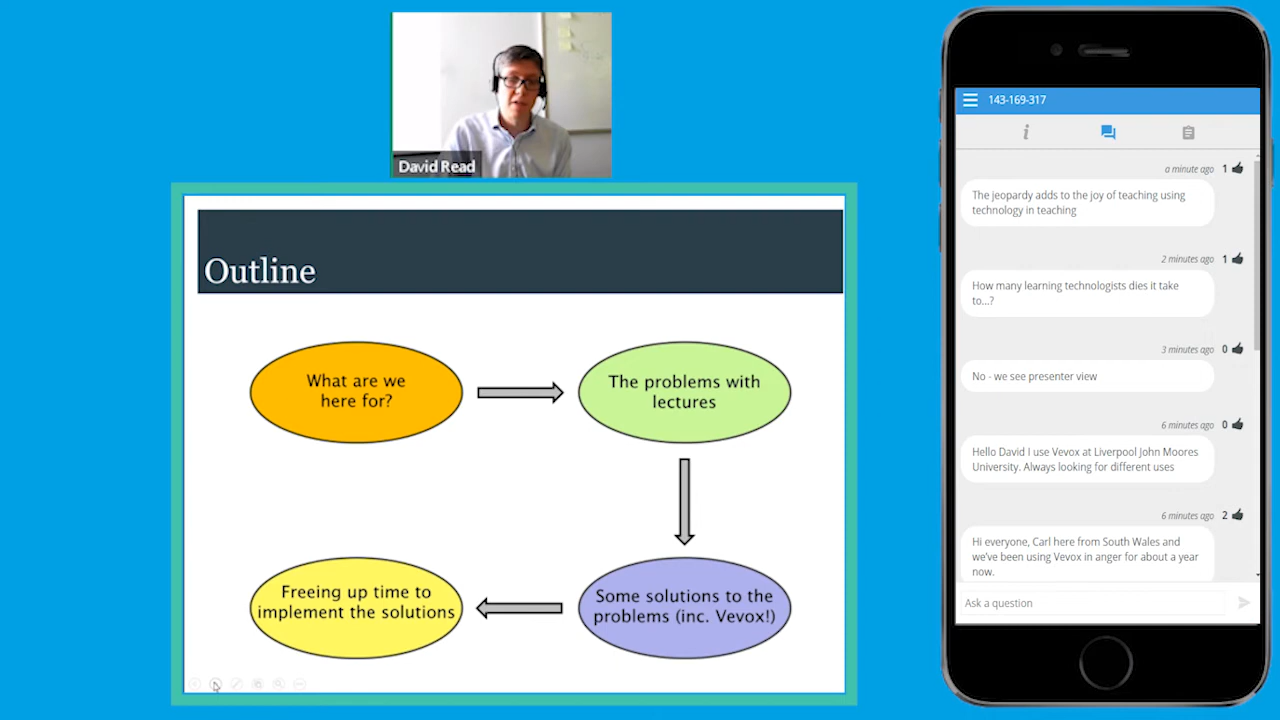 David Read
Outline
What are we
here for?
The problems with
lectures
Some solutions to the
problems (inc. Vevox!)
Freeing up time to
implement the solutions
143-169-317
a minute ago 1
The jeopardy adds to the joy of teaching using
technology in teaching
2 minutes ago 1
How many learning technologists dies it take
to...?
3 minutes ago 0
No - we see presenter view
6 minutes ago 0
Hello David I use Vevox at Liverpool John Moores
University. Always looking for different uses
6 minutes ago 2
Hi everyone, Carl here from South Wales and
we've been using Vevox in anger for about a year
now.
Ask a question